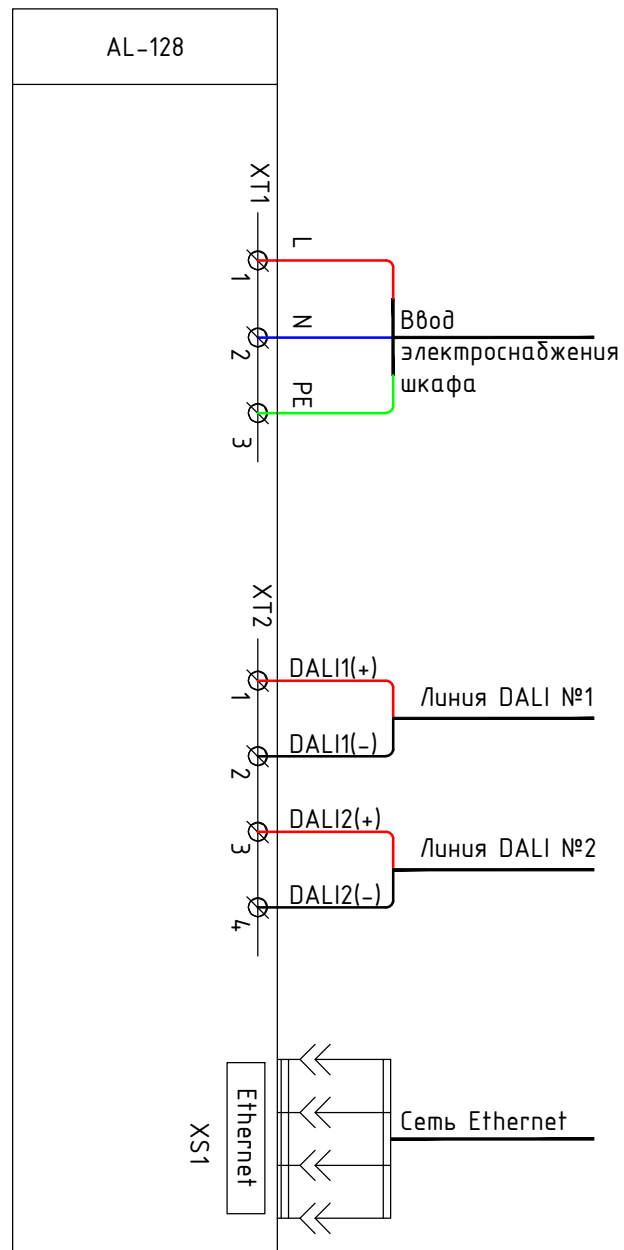 AL-128
XT1
L
1
N
2
PE
3
Ввод
электроснабжения
шкафа
XT2
DALI1(+)
1
DALI1(-)
2
Линия DALI №1
DALI2(+)
3
DALI2(-)
4
Линия DALI №2
Ethernet
XS1
Сеть Ethernet